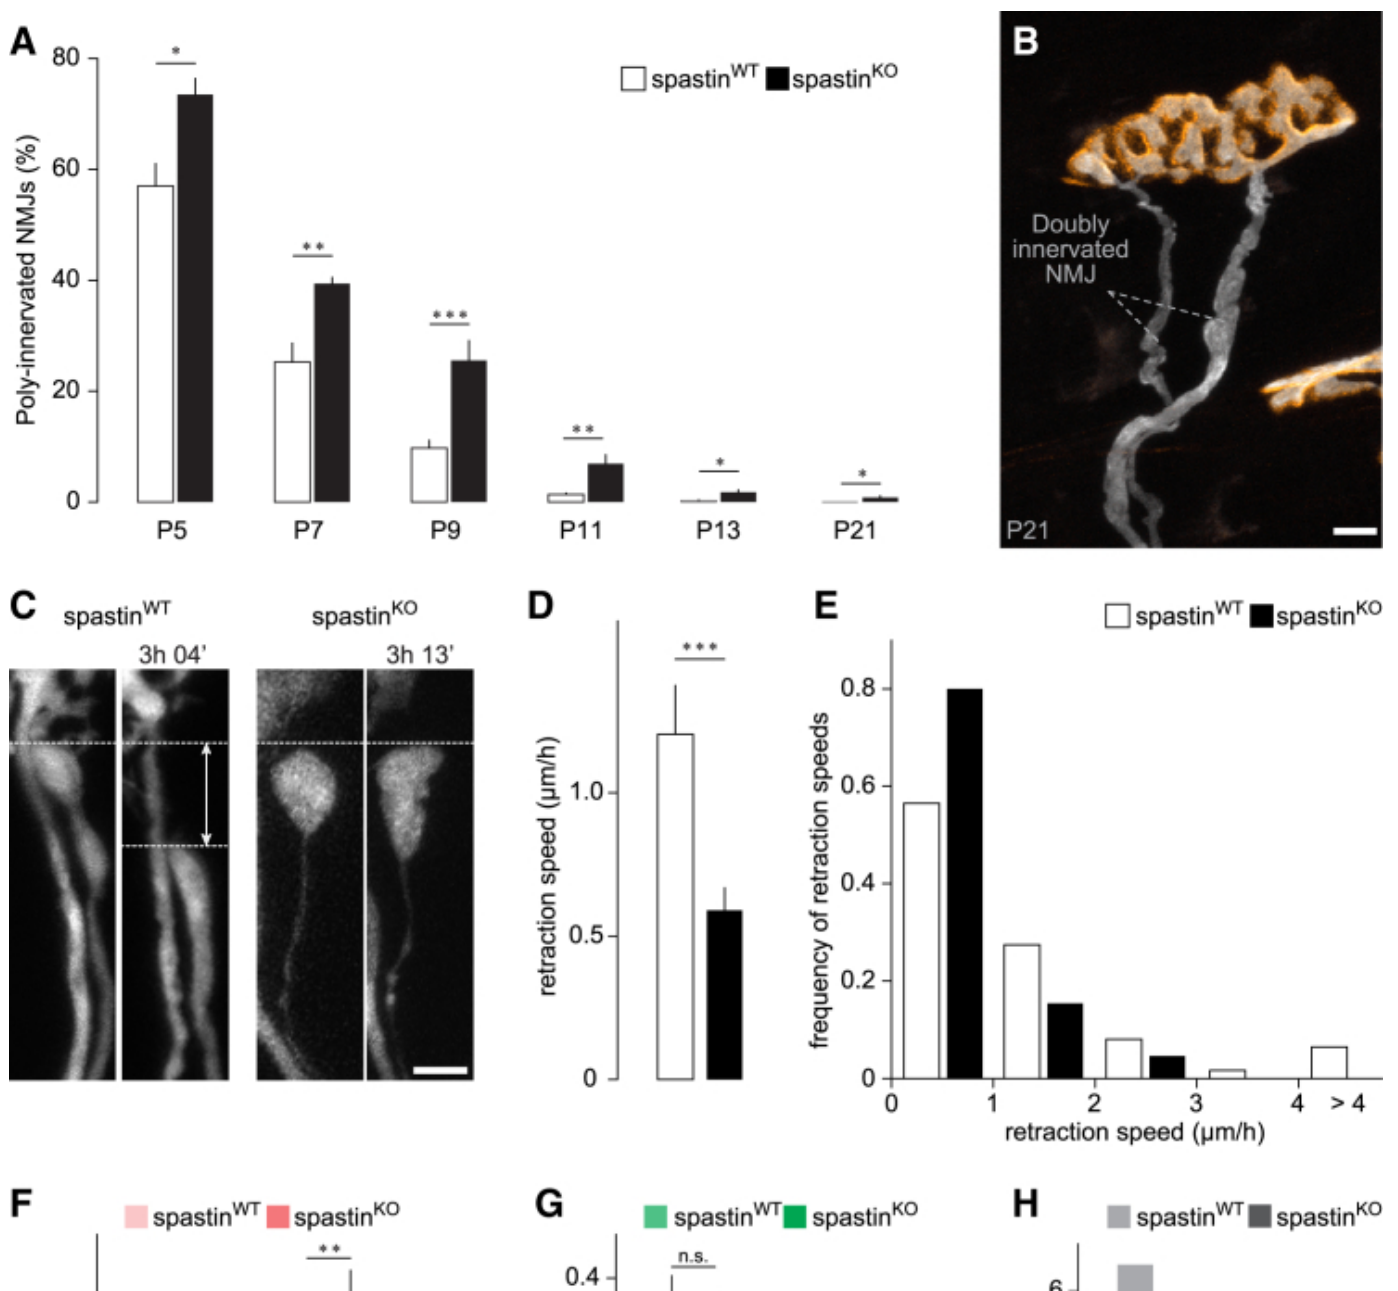 A
80
60
40
20
0
Poly-innervated NMJs (%)
*
**
***
**
*
*
spastinWT spastinKO
P5 P7 P9 P11 P13 P21
B
Doubly
innervated
NMJ
P21
C
spastinWT spastinKO
3h 04’ 3h 13’
D
***
retraction speed (µm/h)
1.0
0.5
0
E
spastinWT spastinKO
frequency of retraction speeds
0.8
0.6
0.4
0.2
0
0 1 2 3 4 > 4
retraction speed (µm/h)
F
spastinWT spastinKO
**
G
spastinWT spastinKO
n.s.
0.4
H
spastinWT spastinKO
6